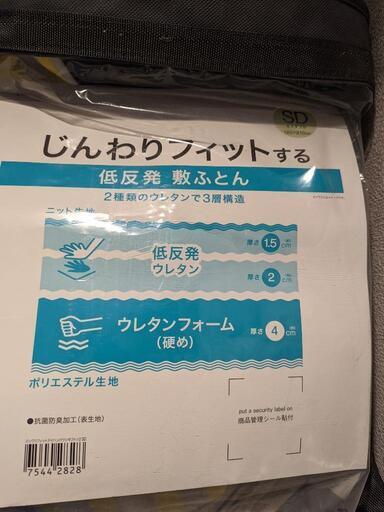 SD
じんわりフィットする
低反発 敷ふとん
2種類のウレタンで3層構造
ニット生地
低反発
ウレタン
厚さ 1.5 cm
厚さ 2 cm
ウレタンフォーム
(硬め)
厚さ 4 cm
ポリエステル生地
●抗菌防臭加工(表生地)
put a security label on
商品管理シール貼付
7544 2828